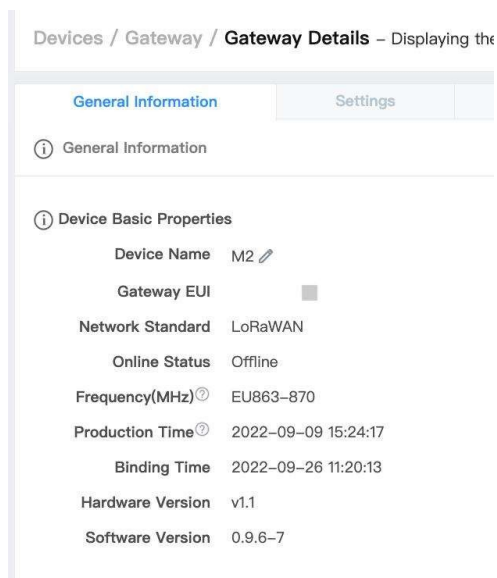 Devices / Gateway / Gateway Details – Displaying the
General Information Settings
General Information
Device Basic Properties
Device Name M2
Gateway EUI
Network Standard LoRaWAN
Online Status Offline
Frequency(MHz) EU863–870
Production Time 2022–09–09 15:24:17
Binding Time 2022–09–26 11:20:13
Hardware Version v1.1
Software Version 0.9.6–7